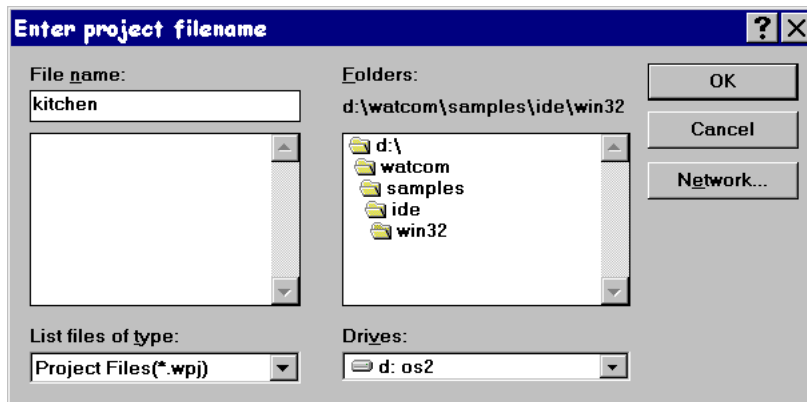 Enter project filename
File name:
kitchen
Folders:
d:\watcom\samples\ide\win32
d:\
watcom
samples
ide
win32
OK
Cancel
Network...
List files of type:
Project Files(*.wpj)
Drives:
d: os2